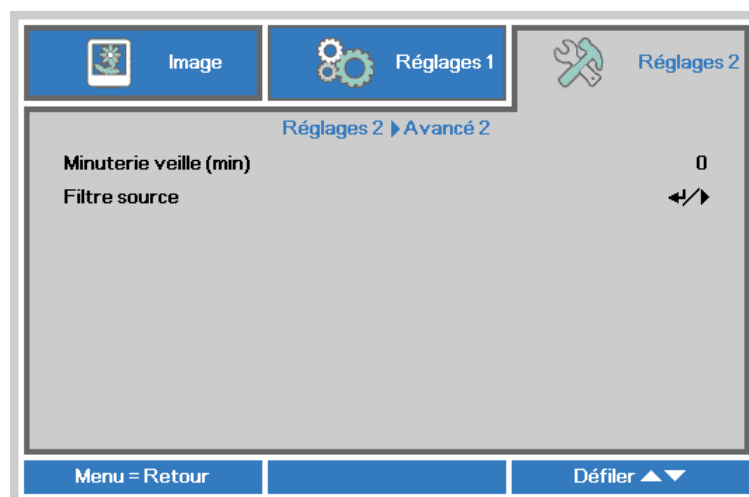 Image
Réglages 1
Réglages 2
Réglages 2 ▶ Avancé 2
Minuterie veille (min) 0
Filtre source ↵/▶
Menu = Retour
Défiler ▲▼